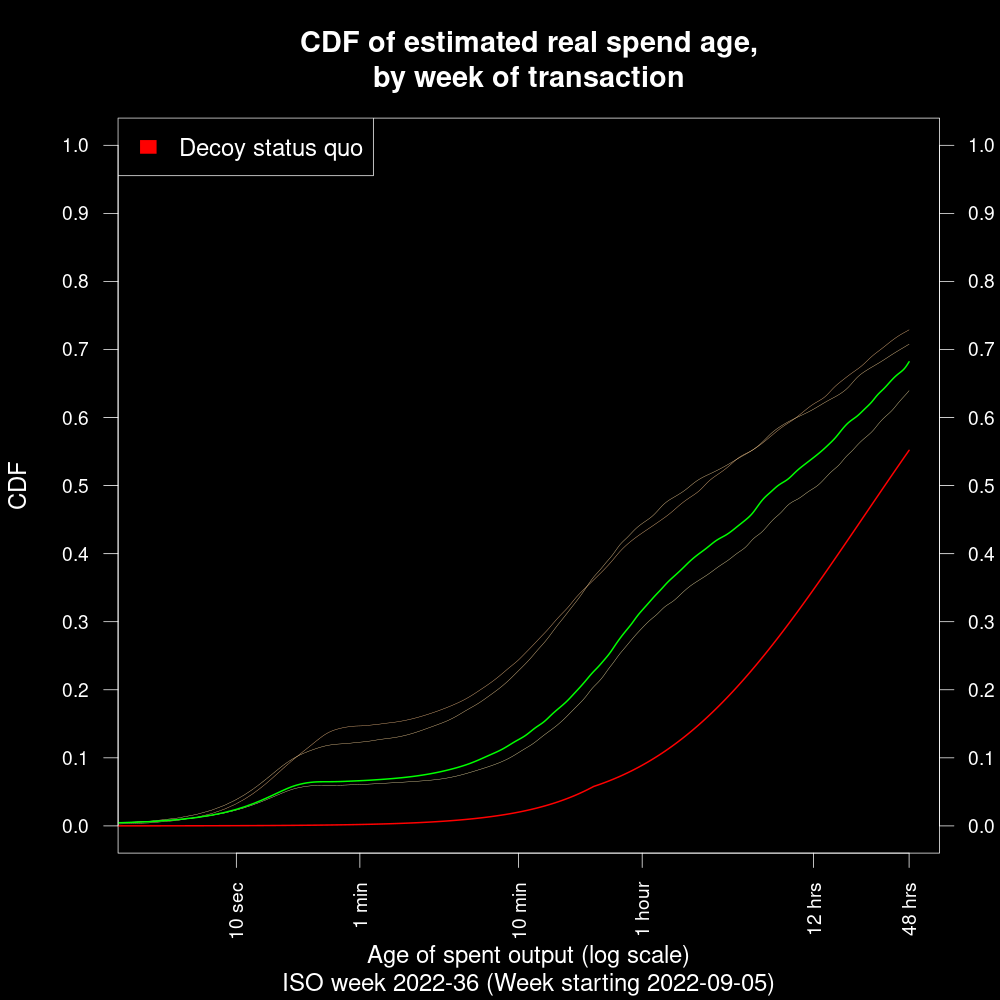 CDF of estimated real spend age,
by week of transaction
Decoy status quo
1.0
0.9
0.8
0.7
0.6
0.5
0.4
0.3
0.2
0.1
0.0
1.0
0.9
0.8
0.7
0.6
0.5
0.4
0.3
0.2
0.1
0.0
CDF
10 sec
1 min
10 min
1 hour
12 hrs
48 hrs
Age of spent output (log scale)
ISO week 2022-36 (Week starting 2022-09-05)